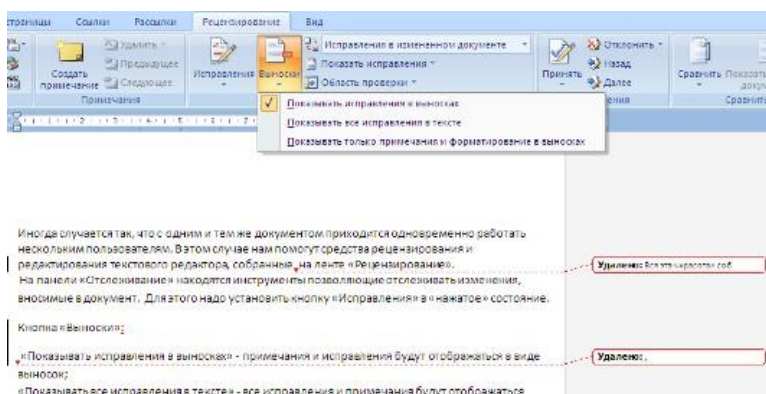 страницы Ссылки Рассылки Рецензирование Вид
Удалить
Предыдущее
Следующее
Создать примечание
Исправления
Выноски
Исправления в измененном документе
Показать исправления
Область проверки
Принять
Отклонить
Назад
Далее
Сравнить Показать
Примечания
Сравнить
Показывать исправления в выносках
Показывать все исправления в тексте
Показывать только примечания и форматирование в выносках
Иногда случается так, что с одним и тем же документом приходится одновременно работать
нескольким пользователям. В этом случае нам помогут средства рецензирования и
редактирования текстового редактора, собранные на ленте «Рецензирование».
Удалено: Вся эта «красота» соб
На панели «Отслеживание» находятся инструменты позволяющие отслеживать изменения,
вносимые в документ. Для этого надо установить кнопку «Исправления» в «нажатое» состояние.
Кнопка «Выноски»:
«Показывать исправления в выносках» - примечания и исправления будут отображаться в виде
Удалено: ,
выносок;
«Показывать все исправления в тексте» - все исправления и примечания будут отображаться